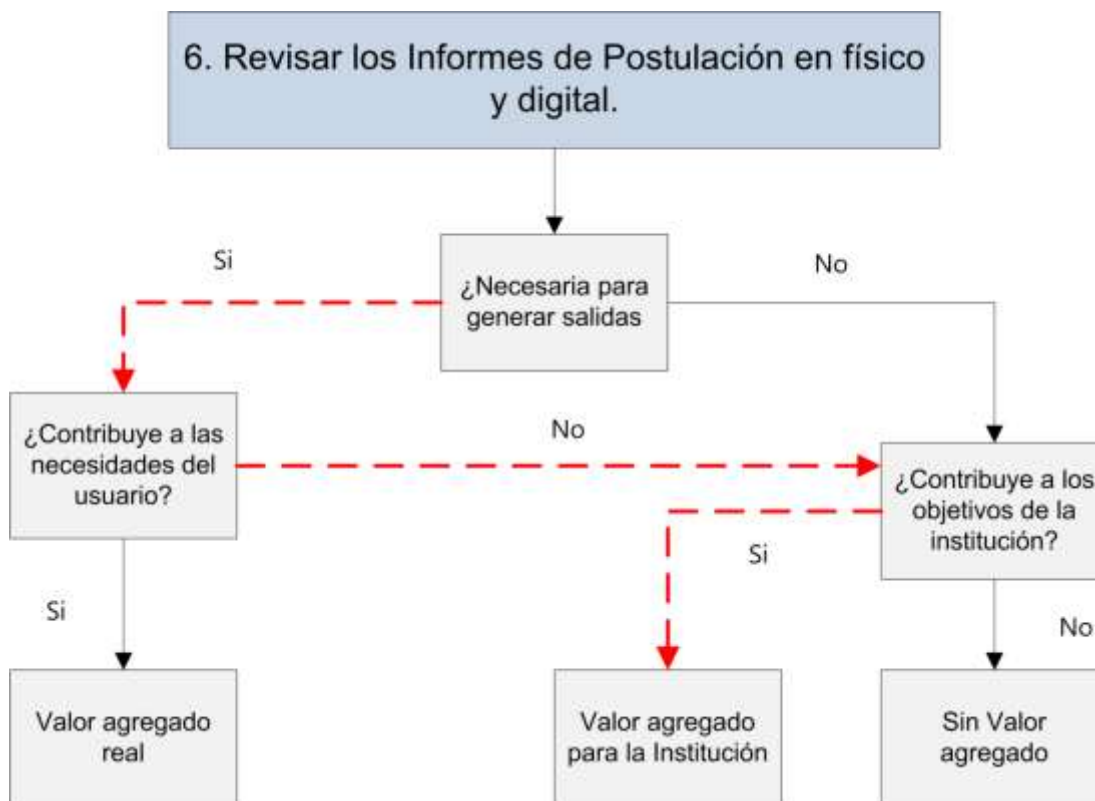 6. Revisar los Informes de Postulación en físico
y digital.
Si
No
¿Necesaria para
generar salidas
¿Contribuye a las
necesidades del
usuario?
No
¿Contribuye a los
objetivos de la
institución?
Si
Si
No
Valor agregado
real
Valor agregado
para la Institución
Sin Valor
agregado